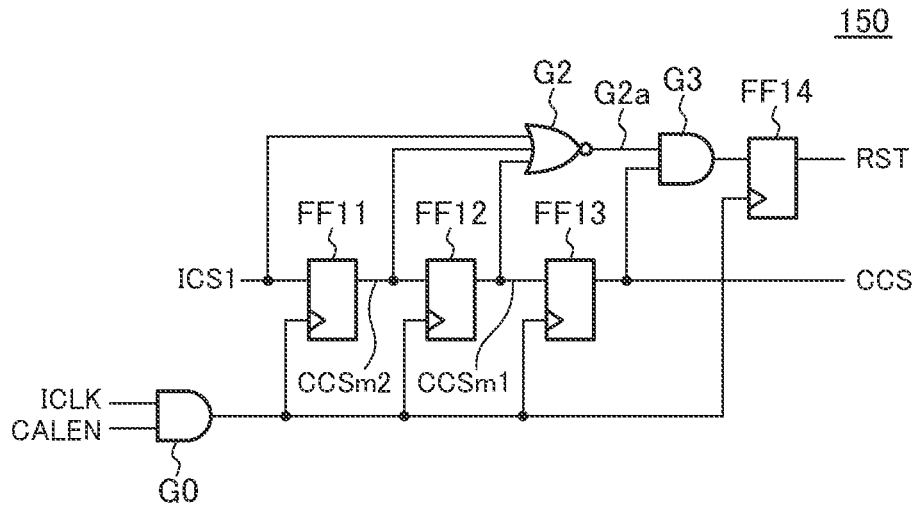 150
G2
G2a
G3
FF14
RST
FF11
FF12
FF13
ICS1
CCS
CCSm2
CCSm1
ICLK
CALEN
G0